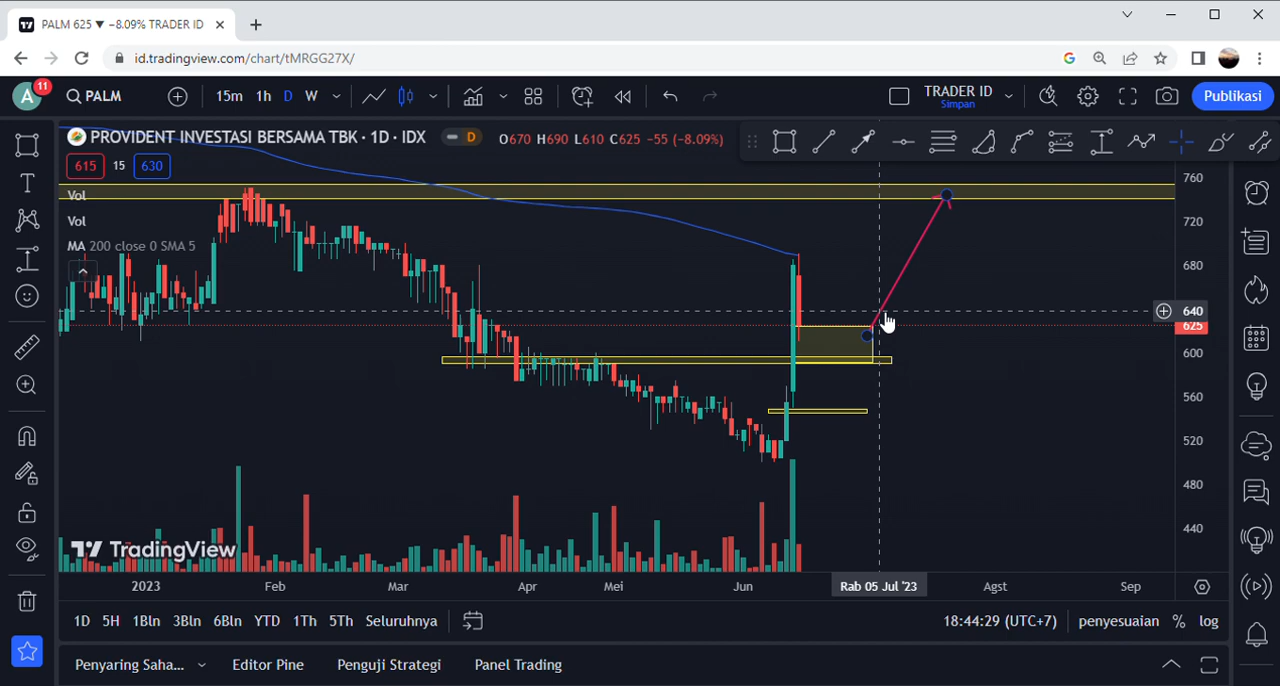 PALM 625 ▼ −8.09% TRADER ID
id.tradingview.com/chart/tMRGG27X/
A
11
PALM
15m 1h D W
TRADER ID
Simpan
Publikasi
PROVIDENT INVESTASI BERSAMA TBK · 1D · IDX
D
O670 H690 L610 C625 −55 (−8.09%)
615 15 630
Vol
Vol
MA 200 close 0 SMA 5
760
720
680
640
625
600
560
520
480
440
TradingView
2023 Feb Mar Apr Mei Jun Rab 05 Jul '23 Agst Sep
1D 5H 1Bln 3Bln 6Bln YTD 1Th 5Th Seluruhnya
18:44:29 (UTC+7) penyesuaian % log
Penyaring Saha... Editor Pine Penguji Strategi Panel Trading